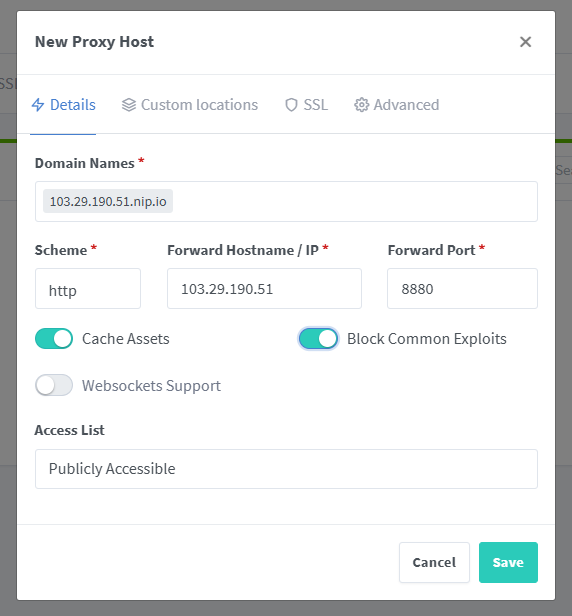 New Proxy Host
Details Custom locations SSL Advanced
Domain Names *
103.29.190.51.nip.io
Scheme * Forward Hostname / IP * Forward Port *
http 103.29.190.51 8880
Cache Assets Block Common Exploits
Websockets Support
Access List
Publicly Accessible
Cancel Save